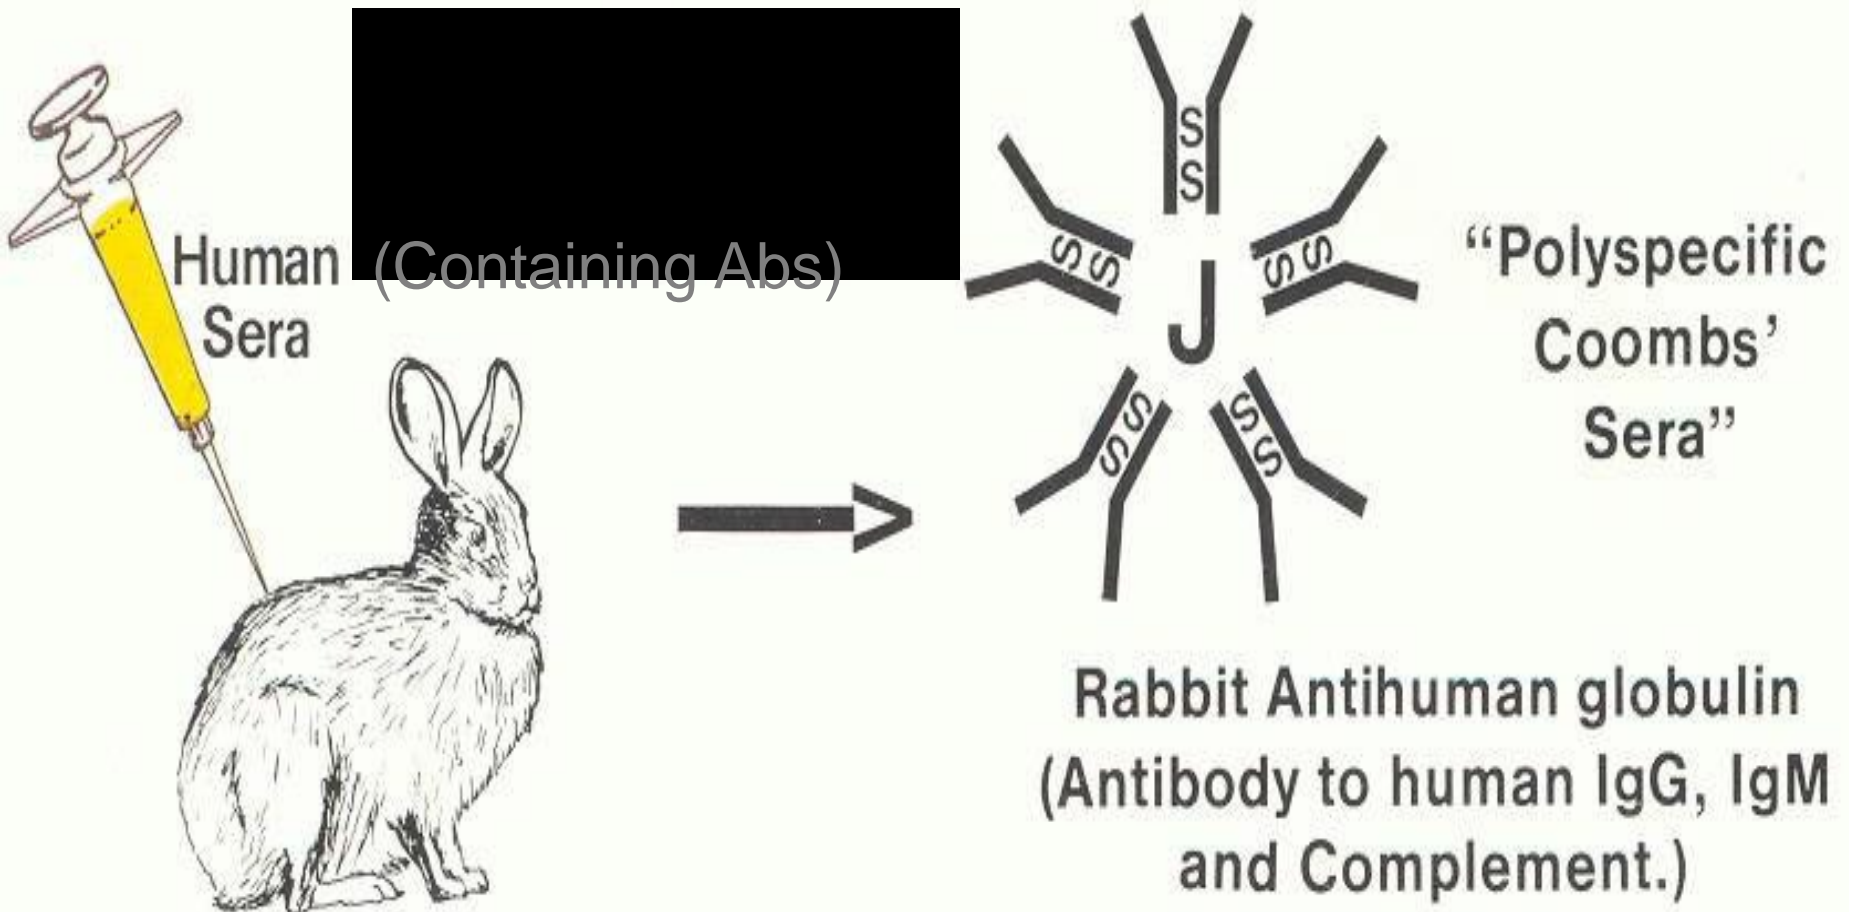 Human (Containing Abs)
Sera
S
S
S S
S S
J
S
S
S
S
“Polyspecific
Coombs’
Sera”
Rabbit Antihuman globulin
(Antibody to human IgG, IgM
and Complement.)